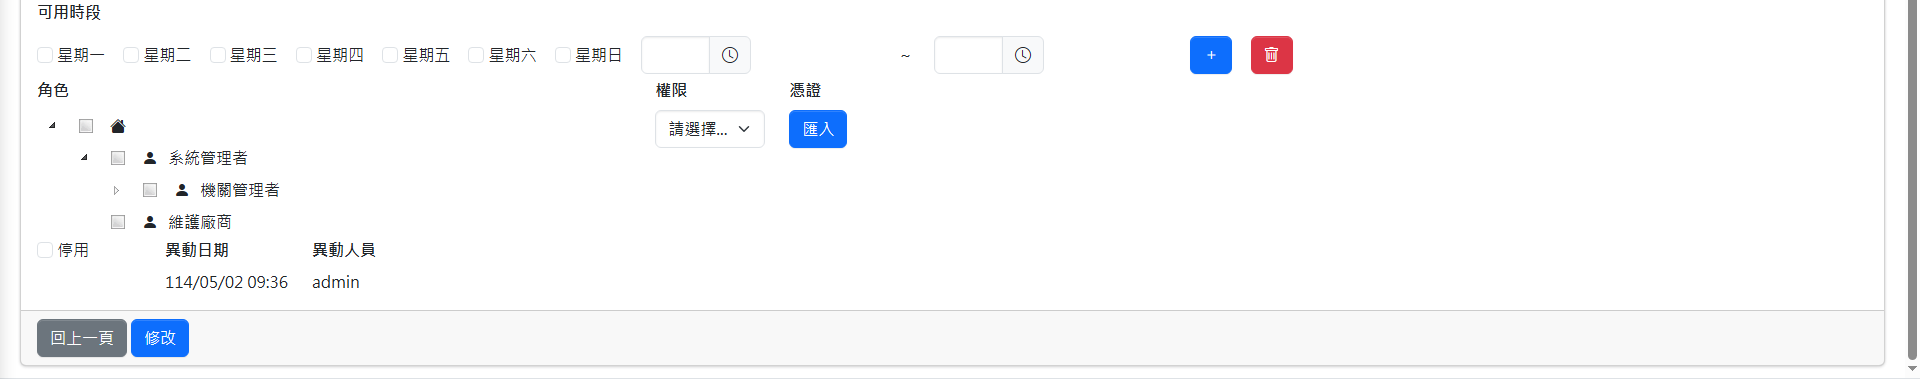 可用時段
星期一 星期二 星期三 星期四 星期五 星期六 星期日 ~ +
角色 權限 憑證
請選擇... 匯入
系統管理者
機關管理者
維護廠商
停用 異動日期 異動人員
114/05/02 09:36 admin
回上一頁 修改